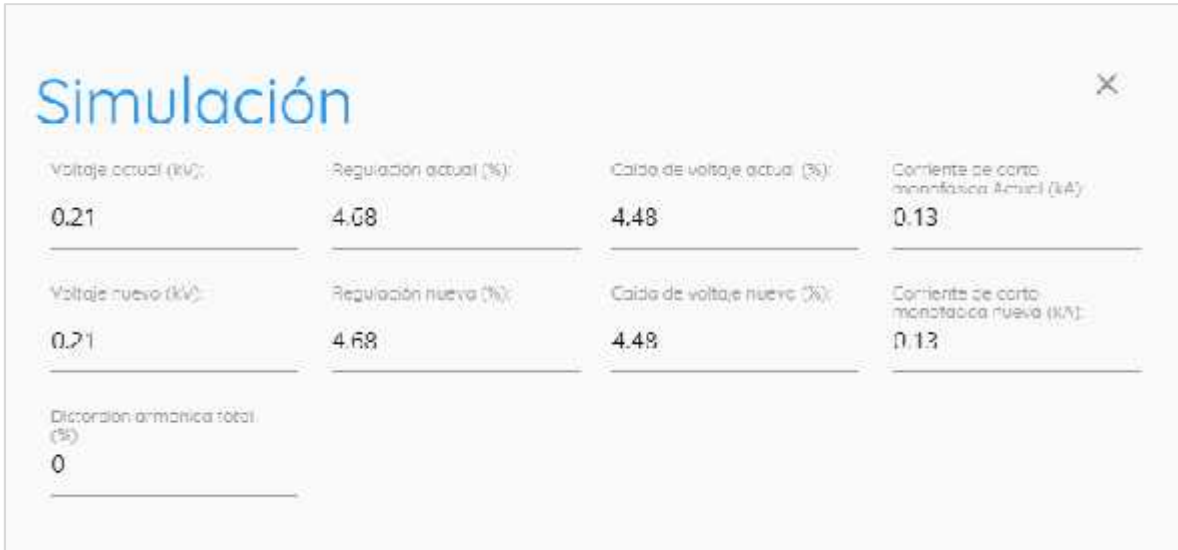 Simulación
Voltaje actual (kV):
Regulación actual (%):
Caída de voltaje actual (%):
Corriente de corto
monofásica Actual (kA):
0.21
4.68
4.48
0.13
Voltaje nuevo (kV):
Regulación nueva (%):
Caída de voltaje nuevo (%):
Corriente de corto
monofásica nueva (kA):
0.21
4.68
4.48
0.13
Distorsión armónica total
(%)
0